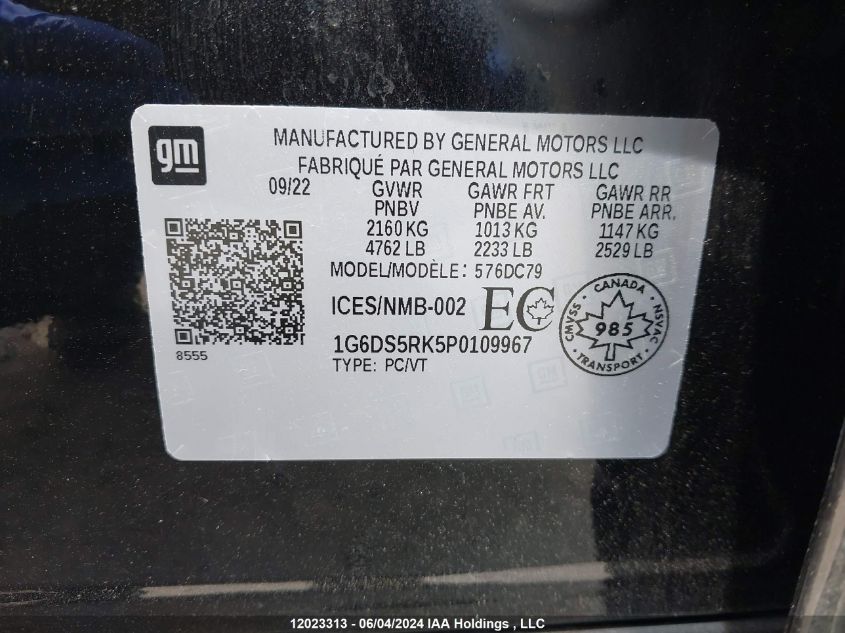 gm
MANUFACTURED BY GENERAL MOTORS LLC
FABRIQUÉ PAR GENERAL MOTORS LLC
09/22 GVWR GAWR FRT GAWR RR
PNBV PNBE AV. PNBE ARR.
2160 KG 1013 KG 1147 KG
4762 LB 2233 LB 2529 LB
MODEL/MODÈLE: 576DC79
ICES/NMB-002 EC
CANADA
CMVSS 985 NSVAC
TRANSPORT
8555
1G6DS5RK5P0109967
TYPE: PC/VT
12023313 - 06/04/2024 IAA Holdings , LLC